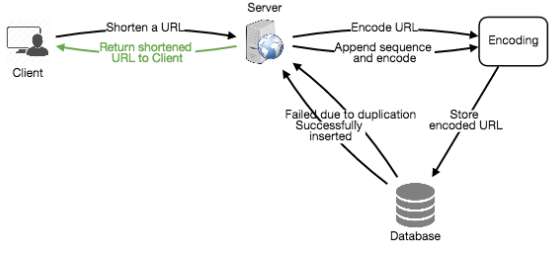 Server
Shorten a URL
Encode URL
Return shortened
URL to Client
Append sequence
and encode
Encoding
Client
Failed due to duplication
Successfully
inserted
Store
encoded URL
Database